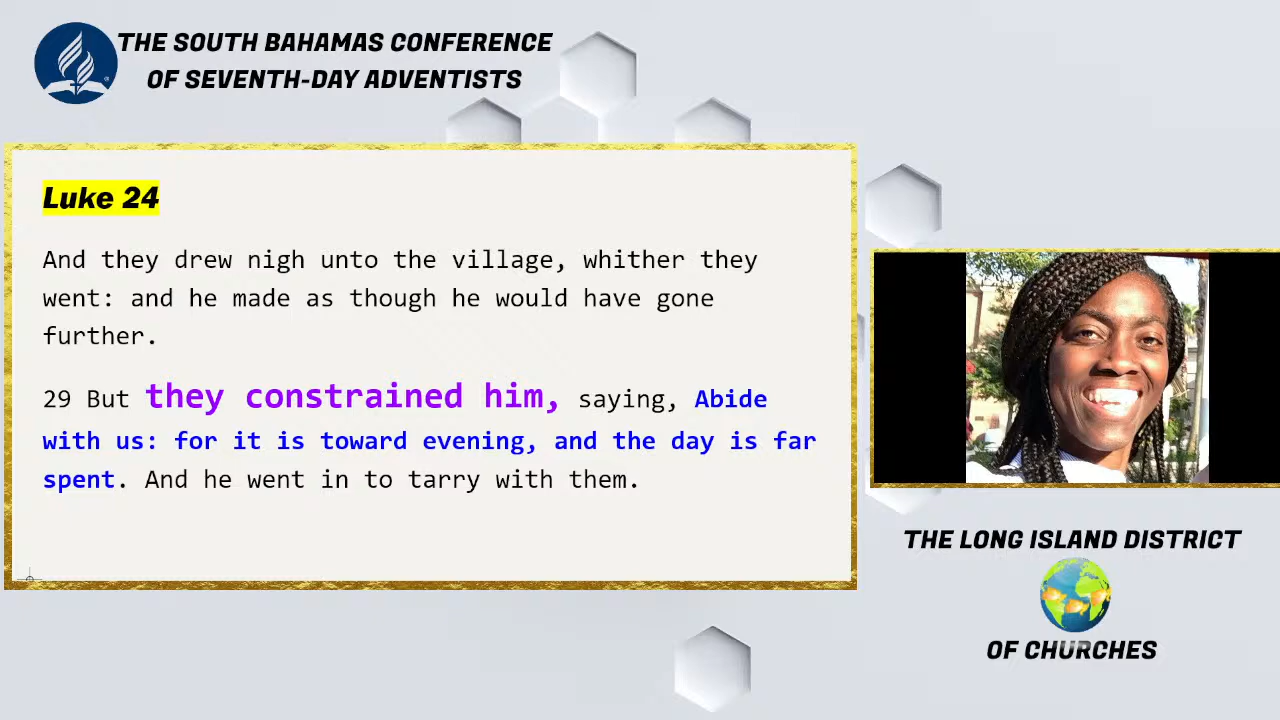 THE SOUTH BAHAMAS CONFERENCE
OF SEVENTH-DAY ADVENTISTS
Luke 24
And they drew nigh unto the village, whither they
went: and he made as though he would have gone
further.
29 But they constrained him, saying, Abide
with us: for it is toward evening, and the day is far
spent. And he went in to tarry with them.
THE LONG ISLAND DISTRICT
OF CHURCHES